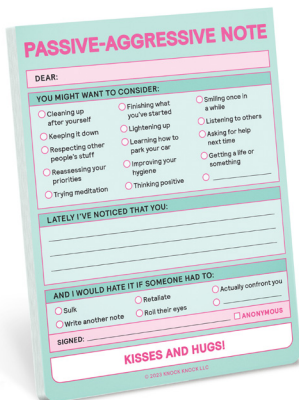 PASSIVE-AGGRESSIVE NOTE
DEAR:
YOU MIGHT WANT TO CONSIDER:
Cleaning up
after yourself
Keeping it down
Respecting other
people's stuff
Reassessing your
priorities
Trying meditation
Finishing what
you've started
Lightening up
Learning how to
park your car
Improving your
hygiene
Thinking positive
Smiling once in
a while
Listening to others
Asking for help
next time
Getting a life or
something
LATELY I'VE NOTICED THAT YOU:
AND I WOULD HATE IT IF SOMEONE HAD TO:
Sulk
Write another note
Retaliate
Roll their eyes
Actually confront you
SIGNED:
ANONYMOUS
KISSES AND HUGS!
© 2023 KNOCK KNOCK LLC